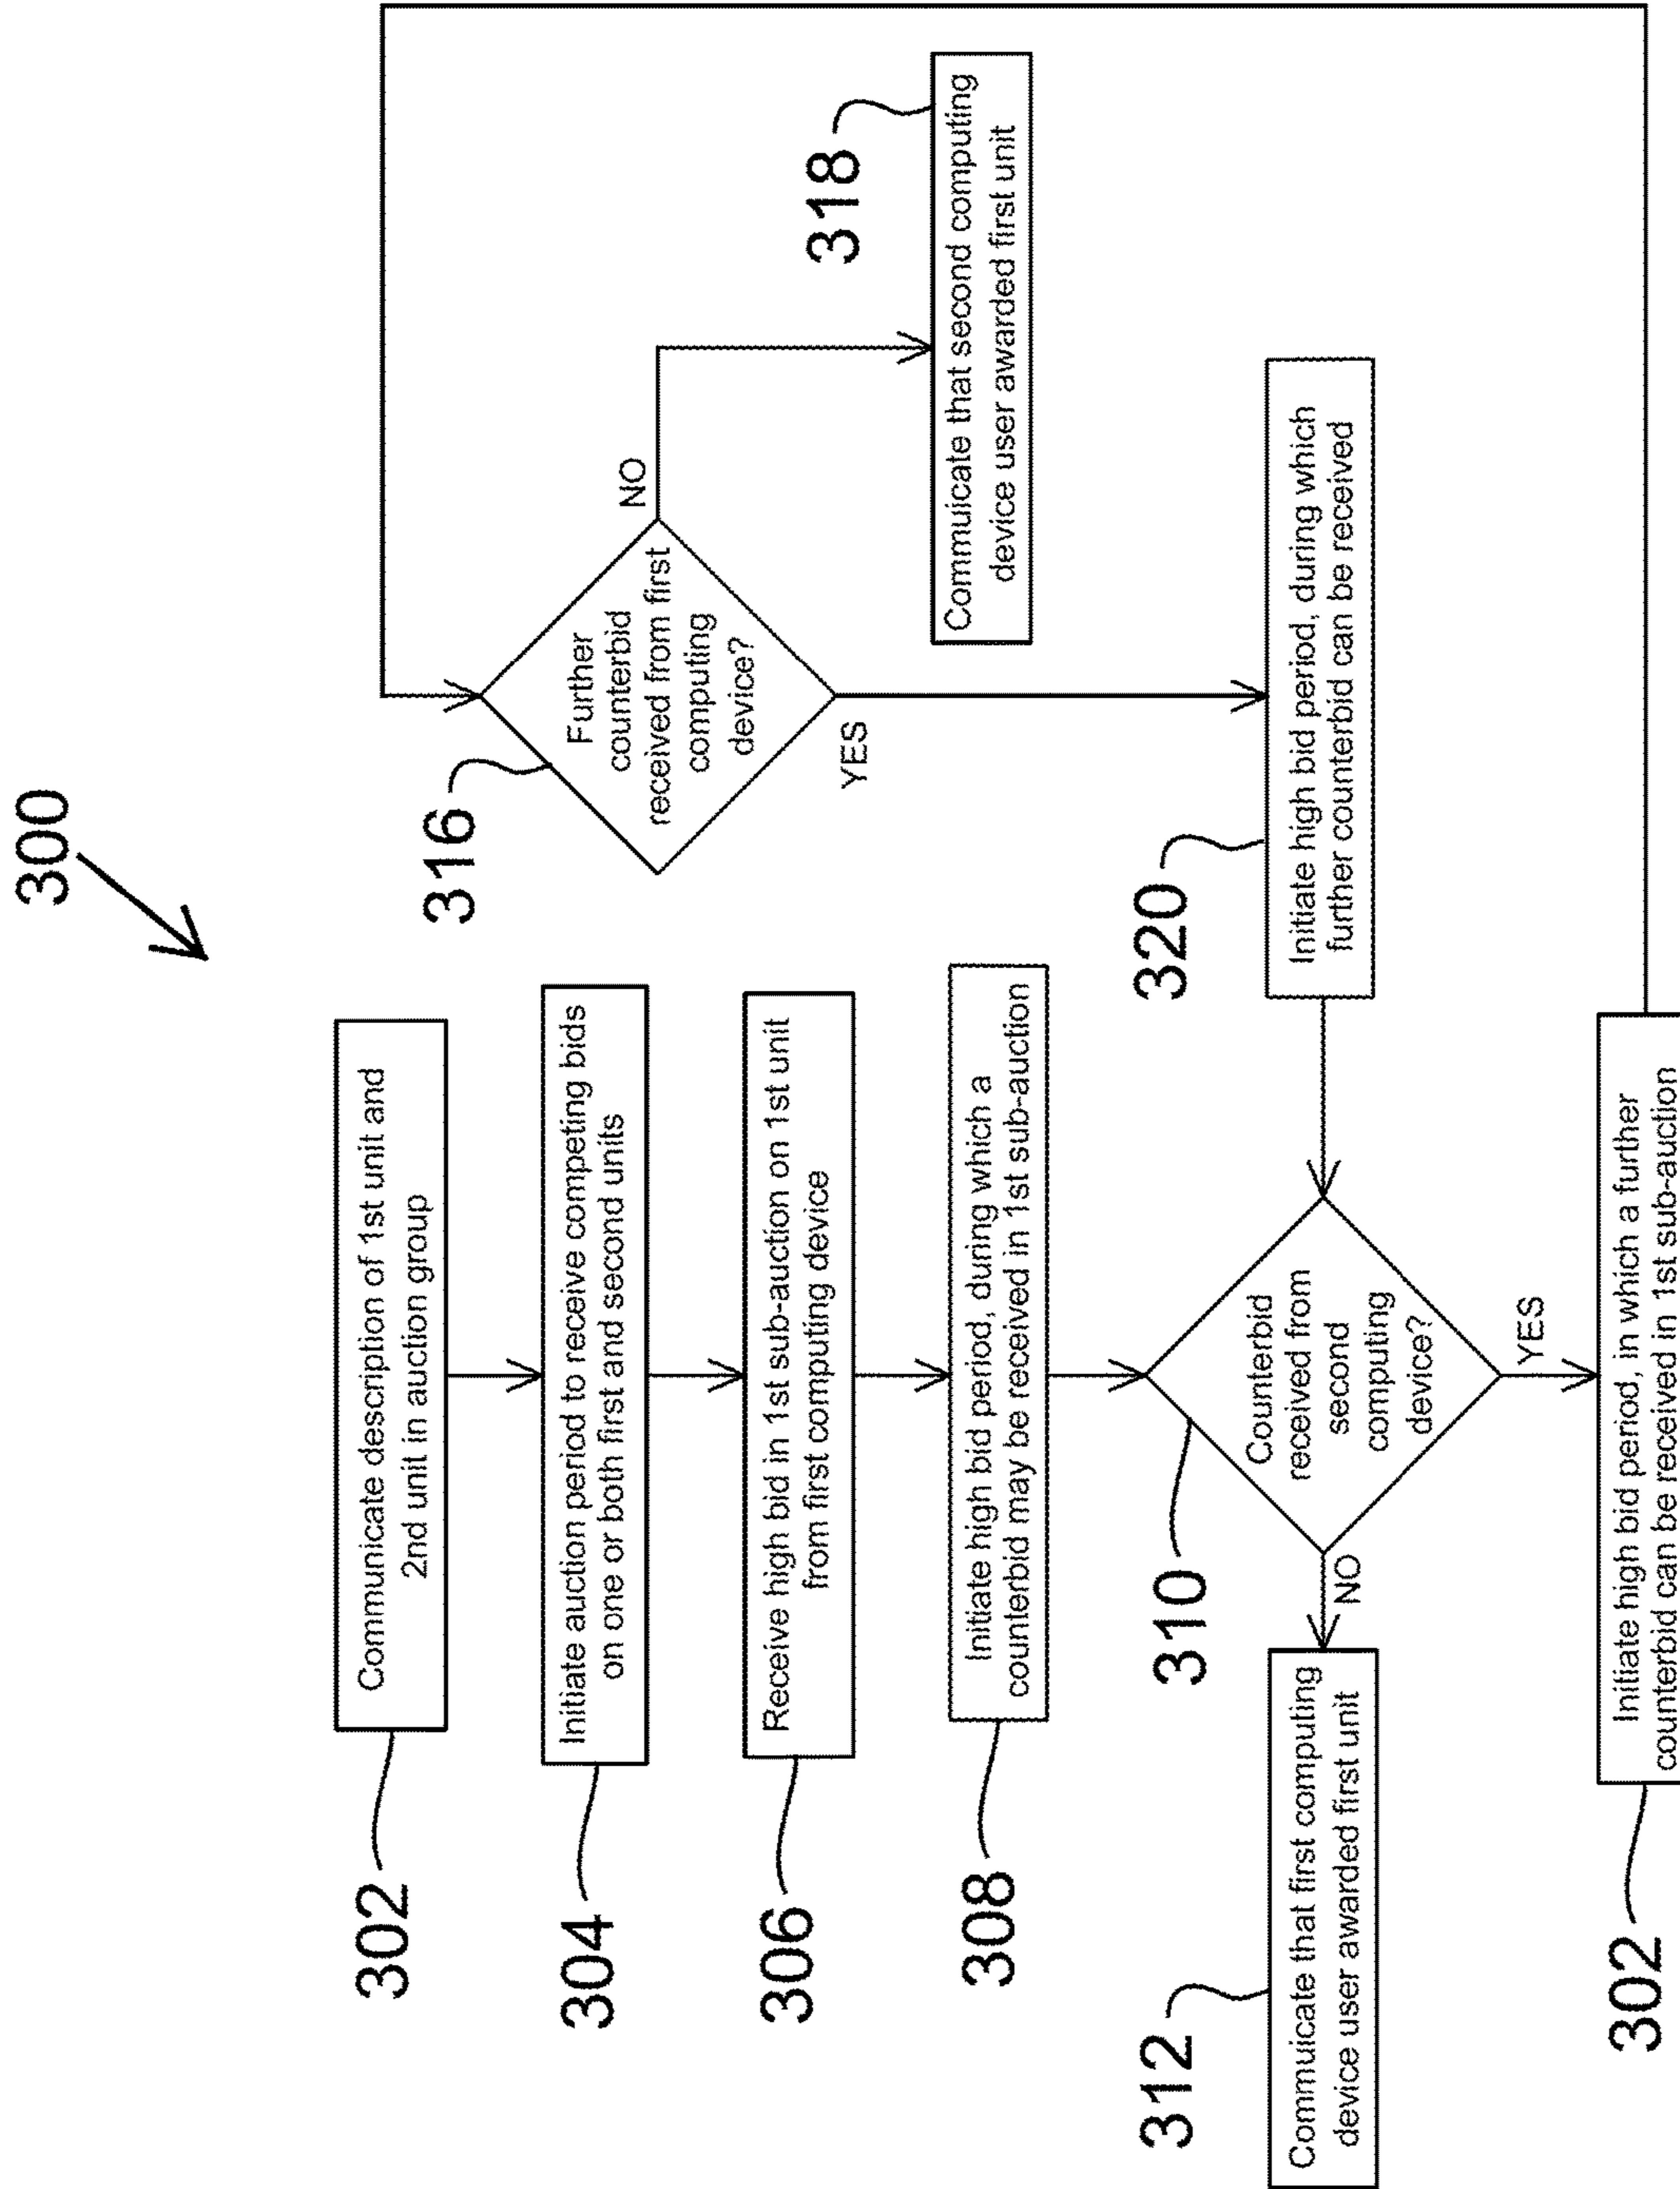 300
302
Communicate description of 1st unit and
2nd unit in auction group
304
Initiate auction period to receive competing bids
on one or both first and second units
306
Receive high bid in 1st sub-auction on 1st unit
from first computing device
308
Initiate high bid period, during which a
counterbid may be received in 1st sub-auction
310
Counterbid
received from
second
computing
device?
NO
YES
312
Commuicate that first computing
device user awarded first unit
302
Initiate high bid period, in which a further
counterbid can be received in 1st sub-auction
316
Further
counterbid
received from first
computing
device?
NO
YES
318
Commuicate that second computing
device user awarded first unit
320
Initiate high bid period, during which
further counterbid can be received